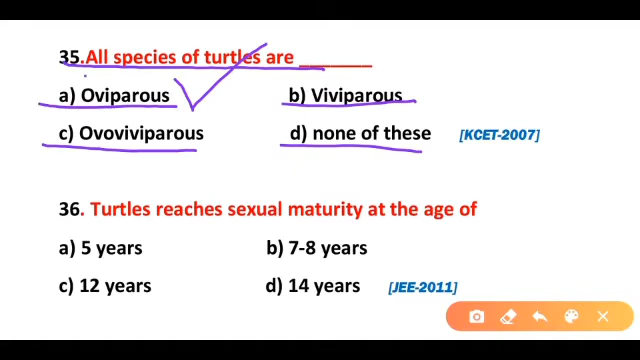 35.All species of turtles are _______
a) Oviparous b) Viviparous
c) Ovoviviparous d) none of these [KCET-2007]
36. Turtles reaches sexual maturity at the age of
a) 5 years b) 7-8 years
c) 12 years d) 14 years [JEE-2011]